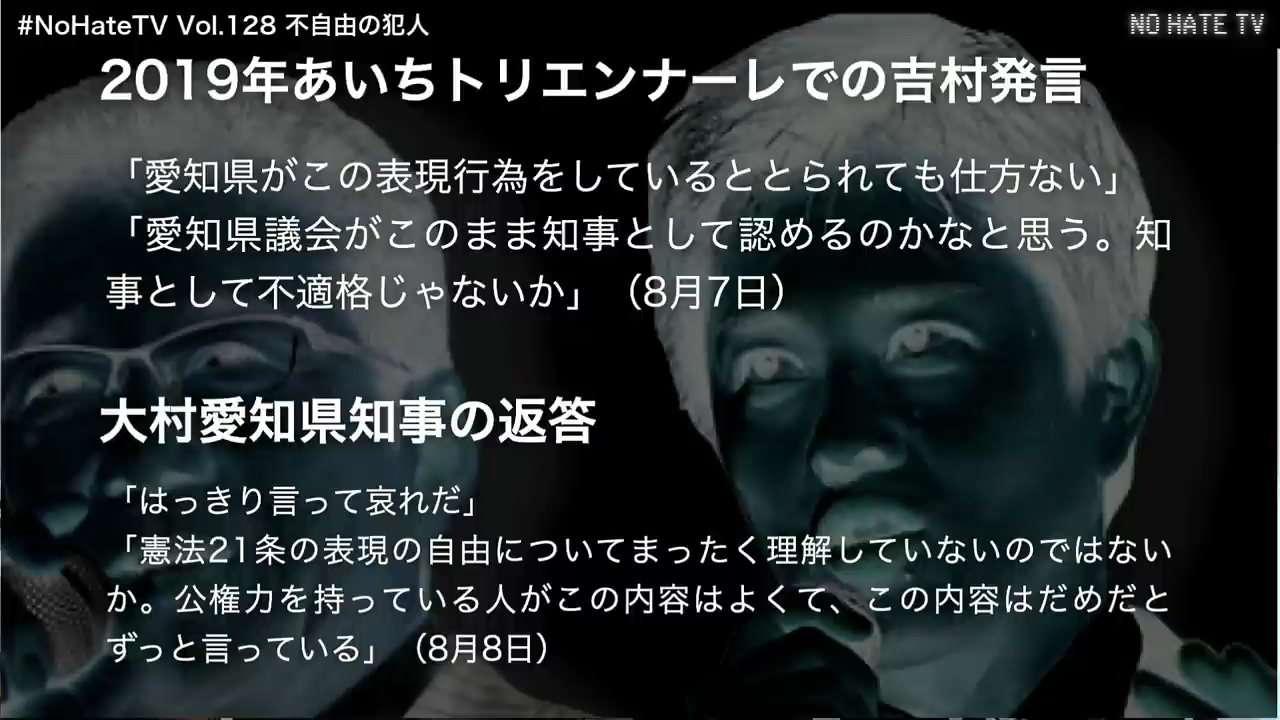 #NoHateTV Vol.128 不自由の犯人
NO HATE TV
2019年あいちトリエンナーレでの吉村発言
「愛知県がこの表現行為をしているととられても仕方ない」
「愛知県議会がこのまま知事として認めるのかなと思う。知
事として不適格じゃないか」（8月7日）
大村愛知県知事の返答
「はっきり言って哀れだ」
「憲法21条の表現の自由についてまったく理解していないのではない
か。公権力を持っている人がこの内容はよくて、この内容はだめだと
ずっと言っている」（8月8日）